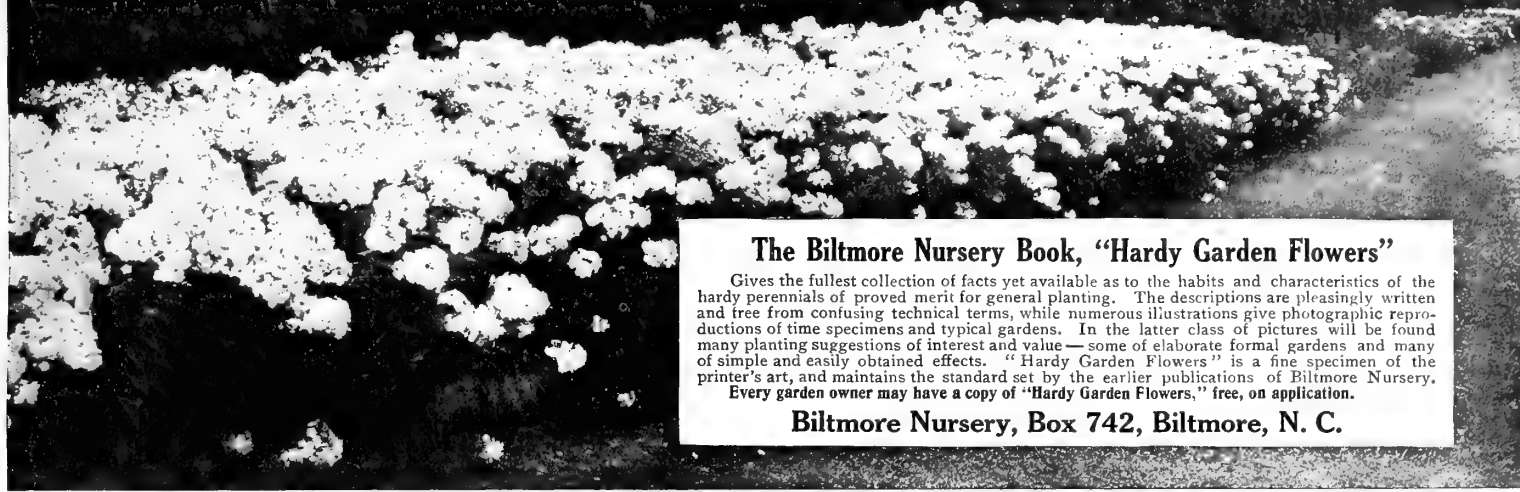 The Biltmore Nursery Book, “Hardy Garden Flowers”
Gives the fullest collection of facts yet available as to the habits and characteristics of the
hardy perennials of proved merit for general planting. The descriptions are pleasingly written
and free from confusing technical terms, while numerous illustrations give photographic repro-
ductions of time specimens and typical gardens. In the latter class of pictures will be found
many planting suggestions of interest and value — some of elaborate formal gardens and many
of simple and easily obtained effects. “Hardy Garden Flowers” is a fine specimen of the
printer’s art, and maintains the standard set by the earlier publications of Biltmore Nursery.
Every garden owner may have a copy of “Hardy Garden Flowers,” free, on application.
Biltmore Nursery, Box 742, Biltmore, N. C.